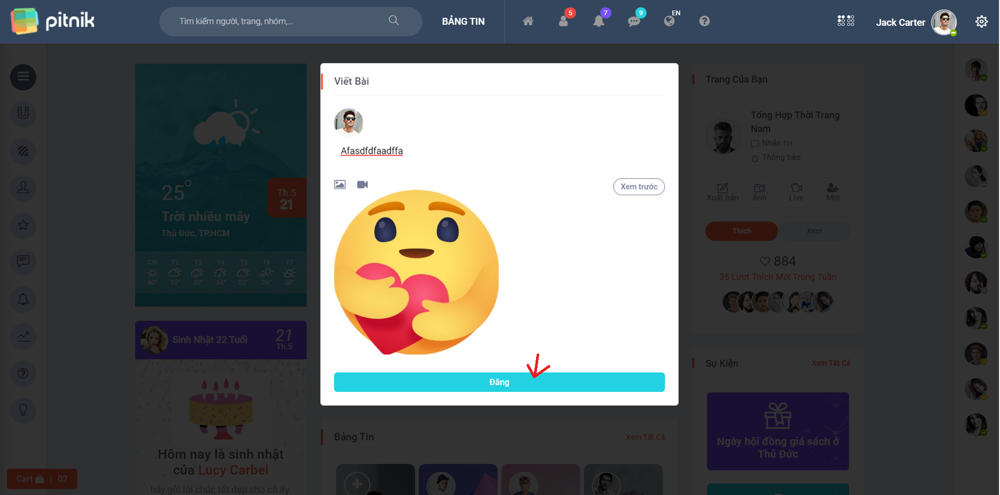 pitnik
Tìm kiếm người, trang, nhóm,...
BẢNG TIN
5
7
9
EN
Jack Carter
25°
Th.5
21
Trời nhiều mây
Thủ Đức, TP.HCM
CN T2 T3 T4 T5 T6 T7
40° 10° 20° 34° 22° 26° 30°
Sinh Nhật 22 Tuổi
21
Th.5
Hôm nay là sinh nhật
của Lucy Carbel
hãy gửi lời chúc tốt đẹp cho cô ấy.
Cart | 02
Viết Bài
Afasdfdfaadffa
Xem trước
Đăng
Bảng Tin
Xem Tất Cả
Trang Của Bạn
Tổng Hợp Thời Trang
Nam
Nhắn tin
Thông báo
Xuất bản Ảnh Live Mời
Thích Xem
884
35 Lượt Thích Mới Trong Tuần
Sự Kiện
Xem Tất Cả
Ngày hội đồng giá sách ở
Thủ Đức